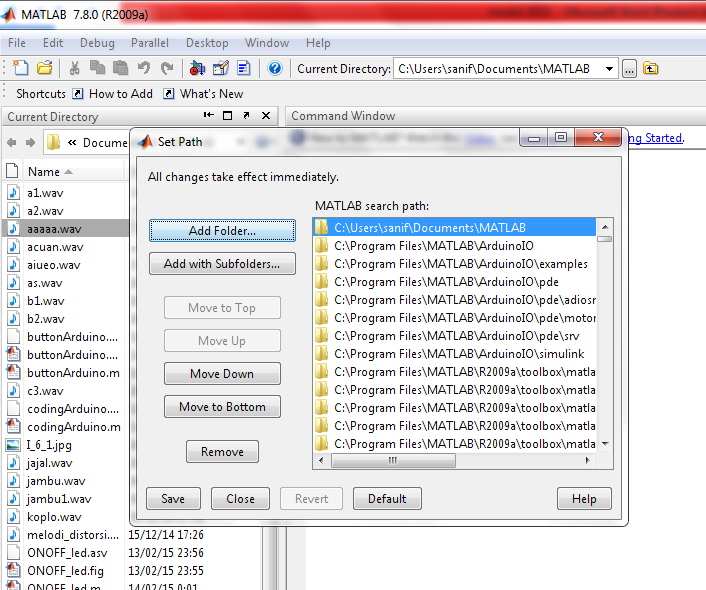 MATLAB 7.8.0 (R2009a)
File Edit Debug Parallel Desktop Window Help
Current Directory: C:\Users\sanif\Documents\MATLAB
Shortcuts How to Add What's New
Current Directory
Command Window
« Docume
ng Started.
Name
a1.wav
a2.wav
aaaaa.wav
acuan.wav
aiueo.wav
as.wav
b1.wav
b2.wav
buttonArduino....
buttonArduino....
buttonArduino.m
c3.wav
codingArduino....
codingArduino.m
I_6_1.jpg
jajal.wav
jambu.wav
jambu1.wav
koplo.wav
melodi_distorsi.... 15/12/14 17:26
ONOFF_led.asv 13/02/15 23:56
ONOFF_led.fig 13/02/15 23:55
ONOFF_led.m 14/02/15 0:01
Set Path
All changes take effect immediately.
MATLAB search path:
Add Folder...
Add with Subfolders...
Move to Top
Move Up
Move Down
Move to Bottom
Remove
C:\Users\sanif\Documents\MATLAB
C:\Program Files\MATLAB\ArduinoIO
C:\Program Files\MATLAB\ArduinoIO\examples
C:\Program Files\MATLAB\ArduinoIO\pde
C:\Program Files\MATLAB\ArduinoIO\pde\adiosr
C:\Program Files\MATLAB\ArduinoIO\pde\motor
C:\Program Files\MATLAB\ArduinoIO\pde\srv
C:\Program Files\MATLAB\ArduinoIO\simulink
C:\Program Files\MATLAB\R2009a\toolbox\matla
C:\Program Files\MATLAB\R2009a\toolbox\matla
C:\Program Files\MATLAB\R2009a\toolbox\matla
C:\Program Files\MATLAB\R2009a\toolbox\matla
C:\Program Files\MATLAB\R2009a\toolbox\matla
Save Close Revert Default Help